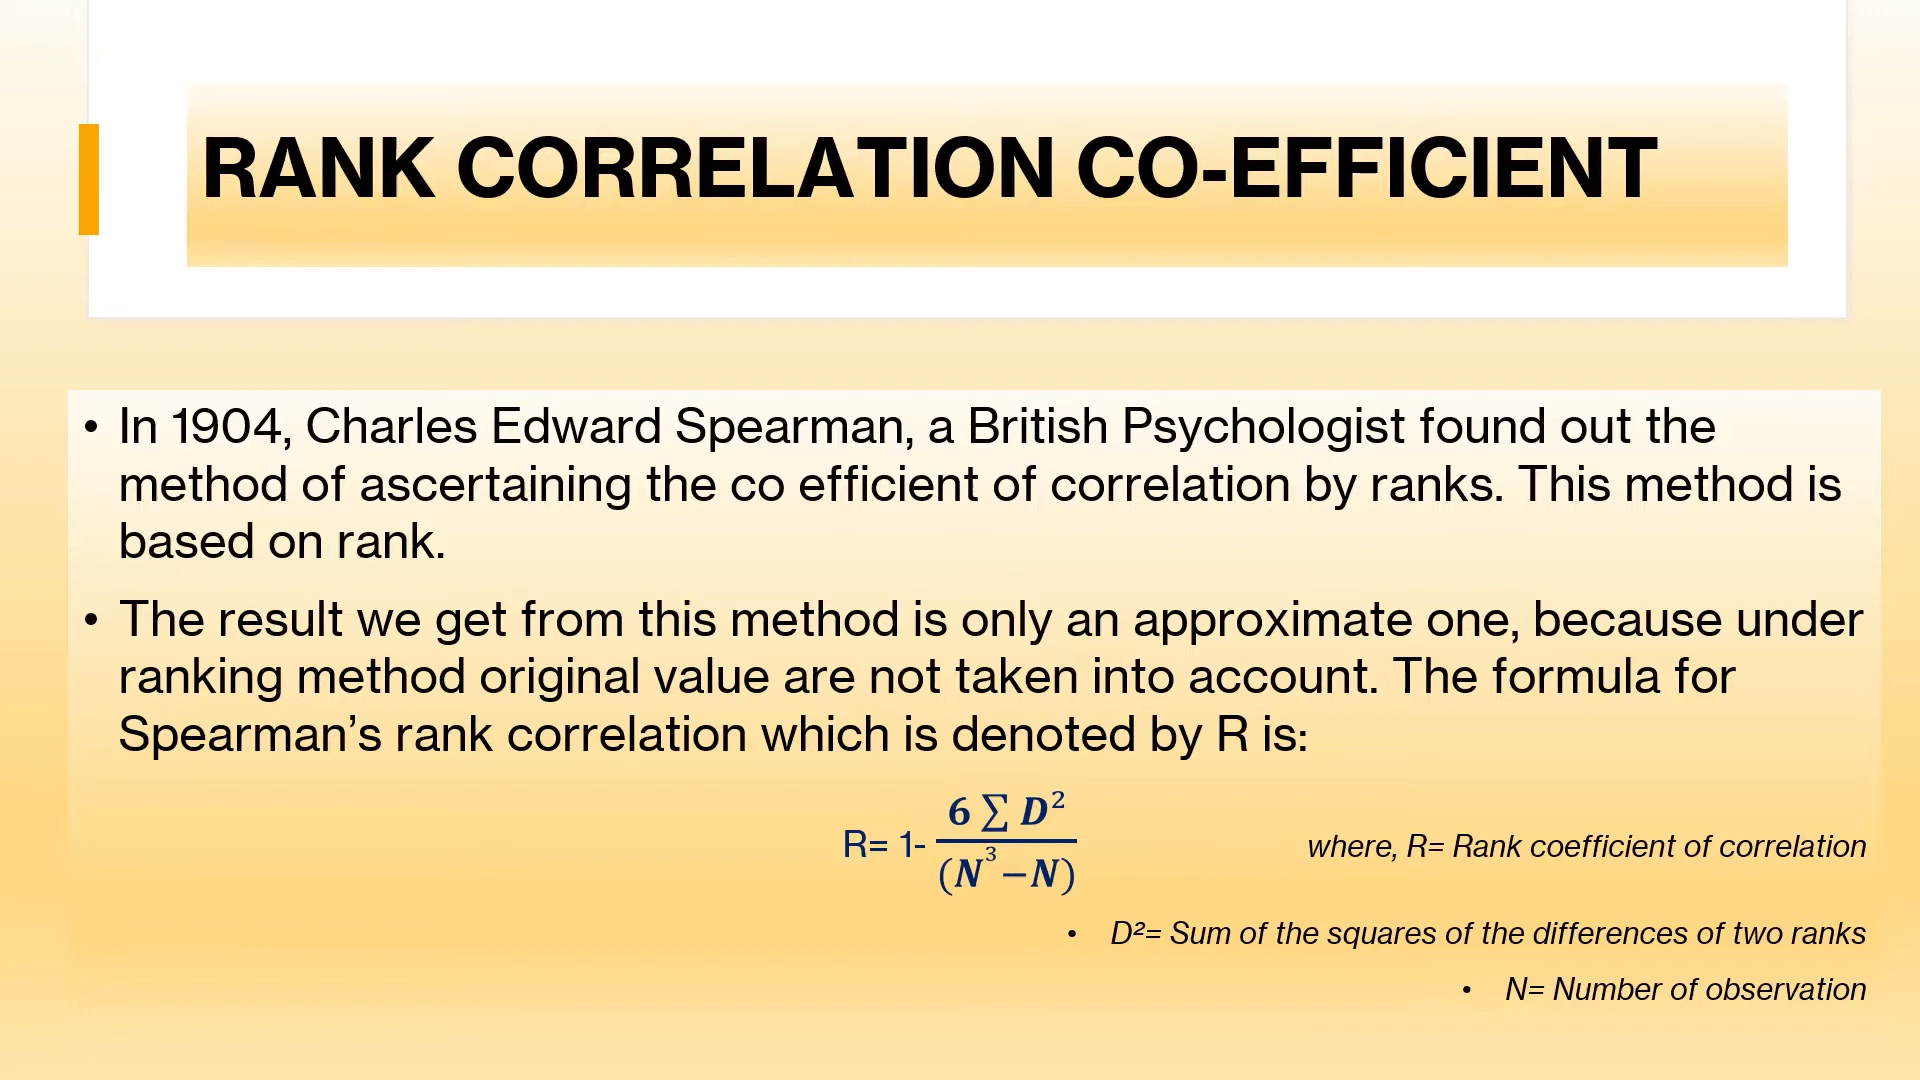 RANK CORRELATION CO-EFFICIENT
• In 1904, Charles Edward Spearman, a British Psychologist found out the
method of ascertaining the co efficient of correlation by ranks. This method is
based on rank.
• The result we get from this method is only an approximate one, because under
ranking method original value are not taken into account. The formula for
Spearman’s rank correlation which is denoted by R is:
R= 1- 6 ∑ D² / (N³ –N) where, R= Rank coefficient of correlation
• D²= Sum of the squares of the differences of two ranks
• N= Number of observation